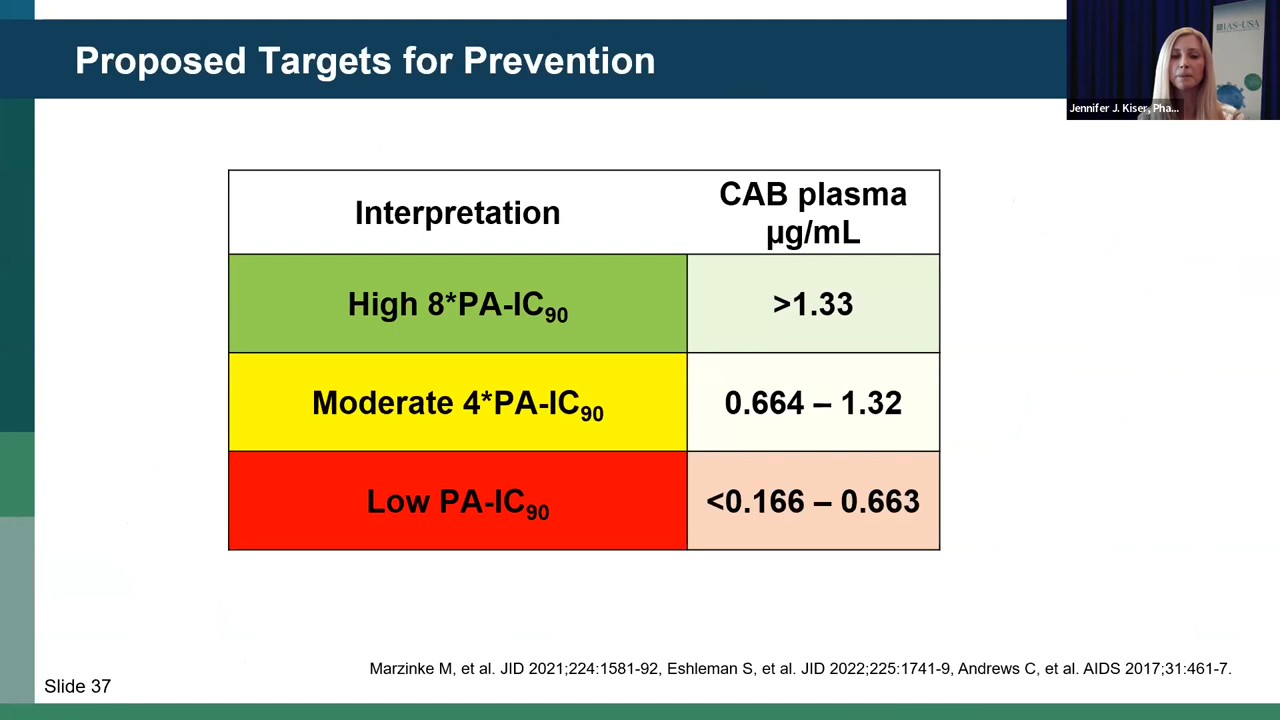 Proposed Targets for Prevention
IAS-USA
Jennifer J. Kiser, Pha...
Interpretation
CAB plasma
µg/mL
High 8*PA-IC90
>1.33
Moderate 4*PA-IC90
0.664 – 1.32
Low PA-IC90
<0.166 – 0.663
Marzinke M, et al. JID 2021;224:1581-92, Eshleman S, et al. JID 2022;225:1741-9, Andrews C, et al. AIDS 2017;31:461-7.
Slide 37